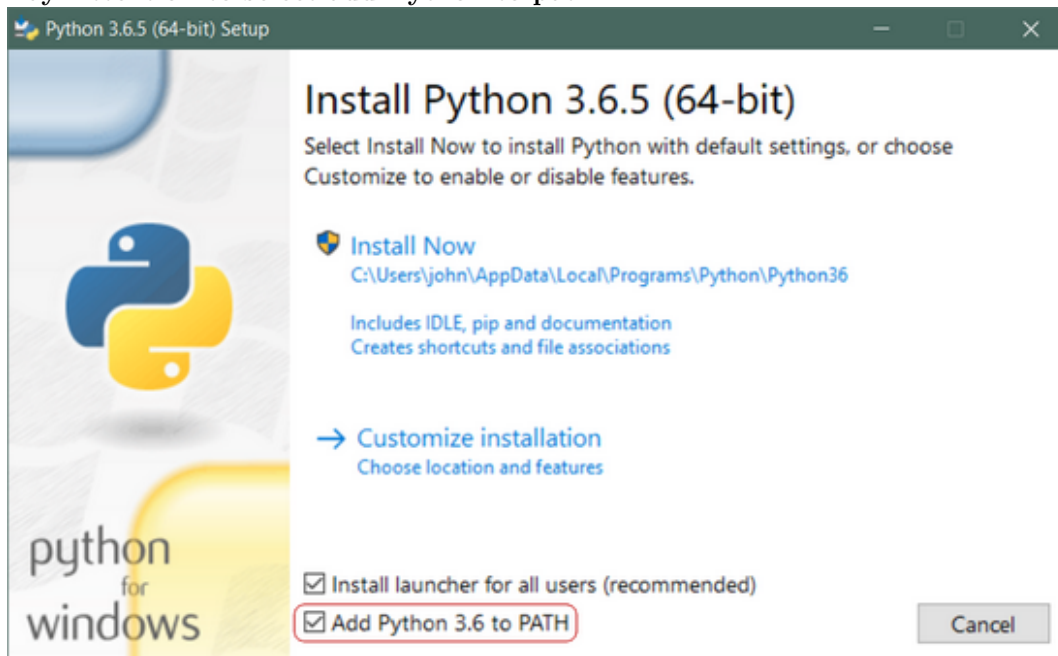 Python 3.6.5 (64-bit) Setup
Install Python 3.6.5 (64-bit)
Select Install Now to install Python with default settings, or choose
Customize to enable or disable features.
Install Now
C:\Users\john\AppData\Local\Programs\Python\Python36
Includes IDLE, pip and documentation
Creates shortcuts and file associations
→ Customize installation
Choose location and features
python
for
windows
Install launcher for all users (recommended)
Add Python 3.6 to PATH
Cancel